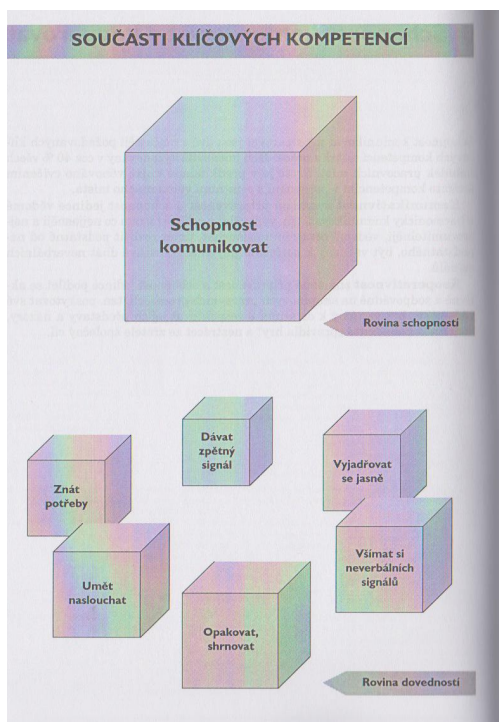 SOUČÁSTI KLÍČOVÝCH KOMPETENCÍ
Schopnost
komunikovat
Rovina schopností
Dávat
zpětný
signál
Znát
potřeby
Vyjadřovat
se jasně
Umět
naslouchat
Všímat si
neverbálních
signálů
Opakovat,
shrnovat
Rovina dovedností